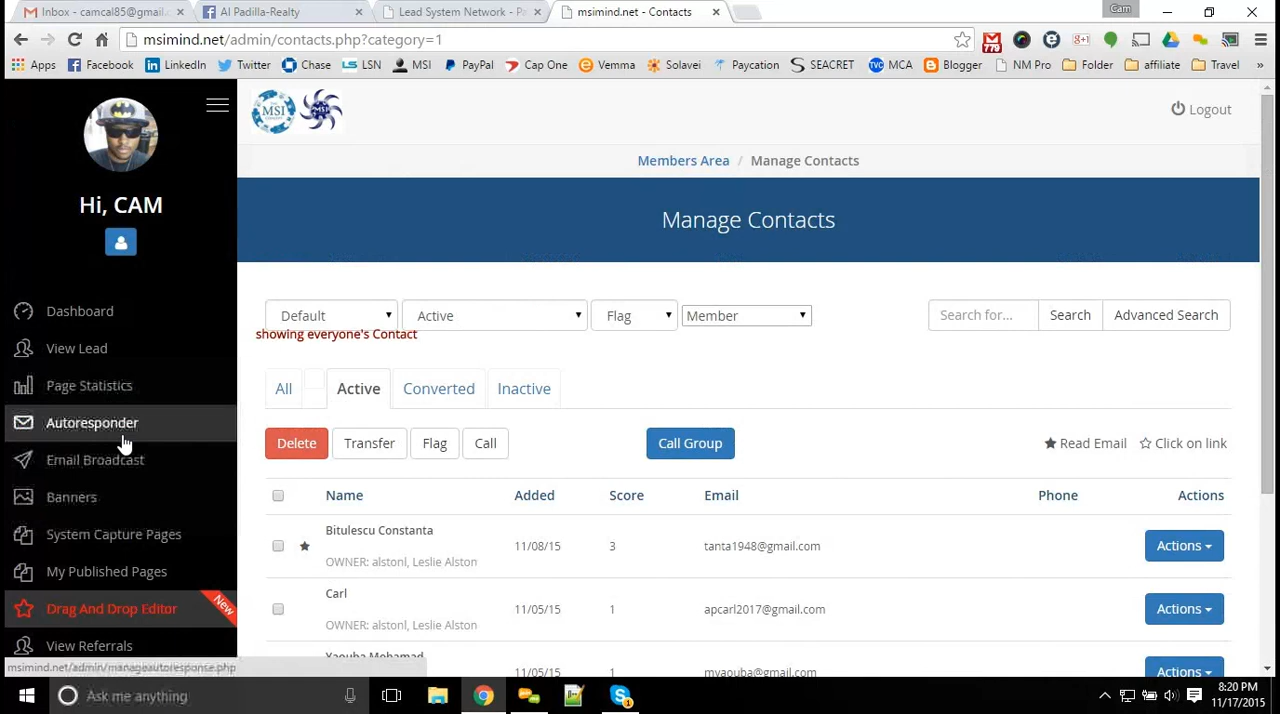 Inbox - camcal85@gmail.
Al Padilla-Realty
Lead System Network - Pa
msimind.net - Contacts
Cam
msimind.net/admin/contacts.php?category=1
Apps
Facebook
LinkedIn
Twitter
Chase
LSN
MSI
PayPal
Cap One
Vemma
Solavei
Paycation
SEACRET
MCA
Blogger
NM Pro
Folder
affiliate
Travel
»
MSI
Logout
Members Area / Manage Contacts
Hi, CAM
Manage Contacts
Dashboard
View Lead
Page Statistics
Autoresponder
Email Broadcast
Banners
System Capture Pages
My Published Pages
Drag And Drop Editor
New
View Referrals
msimind.net/admin/manageautoresponse.php
Default
Active
Flag
Member
Search for...
Search
Advanced Search
showing everyone's Contact
All
Active
Converted
Inactive
Delete
Transfer
Flag
Call
Call Group
Read Email
Click on link
Name Added Score Email Phone Actions
Bitulescu Constanta
11/08/15 3 tanta1948@gmail.com Actions
OWNER: alstonl, Leslie Alston
Carl
11/05/15 1 apcarl2017@gmail.com Actions
OWNER: alstonl, Leslie Alston
Yaouba Mohamad
11/05/15 1 myaouba@gmail.com Actions
Ask me anything
8:20 PM
11/17/2015